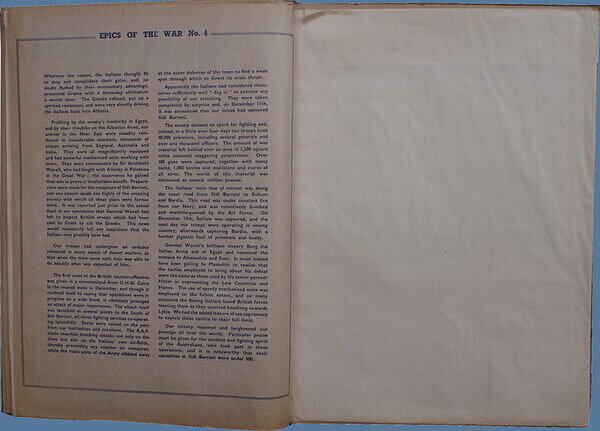 EPICS OF THE WAR No. 4
Whatever the reason, the Italians thought fit
to stop and consolidate their gains, and, no
doubt flushed by their momentary advantage,
presented Greece with a three-day ultimatum
a month later. The Greeks refused, put up a
spirited resistance, and were very shortly driving
the Italians back into Albania.
Profiting by the enemy's inactivity in Egypt,
and by their troubles on the Albanian front, our
armies in the Near East were steadily rein-
forced in considerable numbers, thousands of
troops arriving from England, Australia and
India. They were all magnificently equipped
and had powerful mechanised units working with
them. They were commanded by Sir Archibald
Wavell, who had fought with Allenby in Palestine
in the Great War; the experience he gained
then was to prove of incalculable benefit. Prepara-
tions were made for the recapture of Sidi Barrani,
and one cannot speak too highly of the amazing
secrecy with which all these plans were formu-
lated. It was reported just prior to the actual
start of our operations that General Wavell had
left to inspect British troops which had been
sent to Crete to aid the Greeks. This news
would necessarily lull any suspicions that the
Italians may possibly have had.
Our troops had undergone an arduous
rehearsal in every aspect of desert warfare, so
that when the time came each man was able to
do exactly what was expected of him.
The first news of the British counter-offensive
was given in a communiqué from G.H.Q. Cairo
in the second week in December, and though it
confined itself to saying that operations were in
progress on a wide front, it obviously presaged
an attack of major importance. The attack itself
was launched at several points to the South of
Sidi Barrani, all three fighting services co-operat-
ing splendidly. Shells were rained on the port
from our battleships and monitors. The R.A.F.
made ceaseless bombing attacks not only on the
town but also on the Italians' own air-fields,
thereby preventing any counter air measures,
while the main units of the Army nibbled away
at the outer defences of the town to find a weak
spot through which to direct its main thrust.
Apparently the Italians had considered them-
selves sufficiently well "dug in" to prevent any
possibility of our attacking. They were taken
completely by surprise and, on December 11th,
it was announced that our forces had captured
Sidi Barrani.
The enemy showed no spirit for fighting and,
indeed, in a little over four days our troops took
40,000 prisoners, including several generals and
over one thousand officers. The amount of war
material left behind over an area of 1,200 square
miles assumed staggering proportions. Over
200 guns were captured, together with many
tanks, 1,000 lorries and munitions and stores of
all sorts. The worth of this material was
estimated at several million pounds.
The Italians' main line of retreat was along
the coast road from Sidi Barrani to Sollum
and Bardia. This road was under constant fire
from our Navy, and was relentlessly bombed
and machine-gunned by the Air Force. On
December 17th, Sollum was captured, and the
next day our troops were operating in enemy
country, afterwards capturing Bardia, with a
further gigantic haul of prisoners and booty.
General Wavell's brilliant victory flung the
Italian Army out of Egypt and removed the
menace to Alexandria and Suez. It must indeed
have been galling to Mussolini to realise that
the tactics employed to bring about his defeat
were the same as those used by his senior partner
Hitler in overrunning the Low Countries and
France. The use of speedy mechanised units was
employed to the fullest extent, and on many
occasions the fleeing Italians found British forces
meeting them as they scurried headlong towards
Lybia. We had the added feature of sea supremacy
to exploit these tactics to their full limit.
Our victory restored and heightened our
prestige all over the world. Particular praise
must be given for the conduct and fighting spirit
of the Australians, who took part in these
operations, and it is noteworthy that their
casualties at Sidi Barrani were under 500.